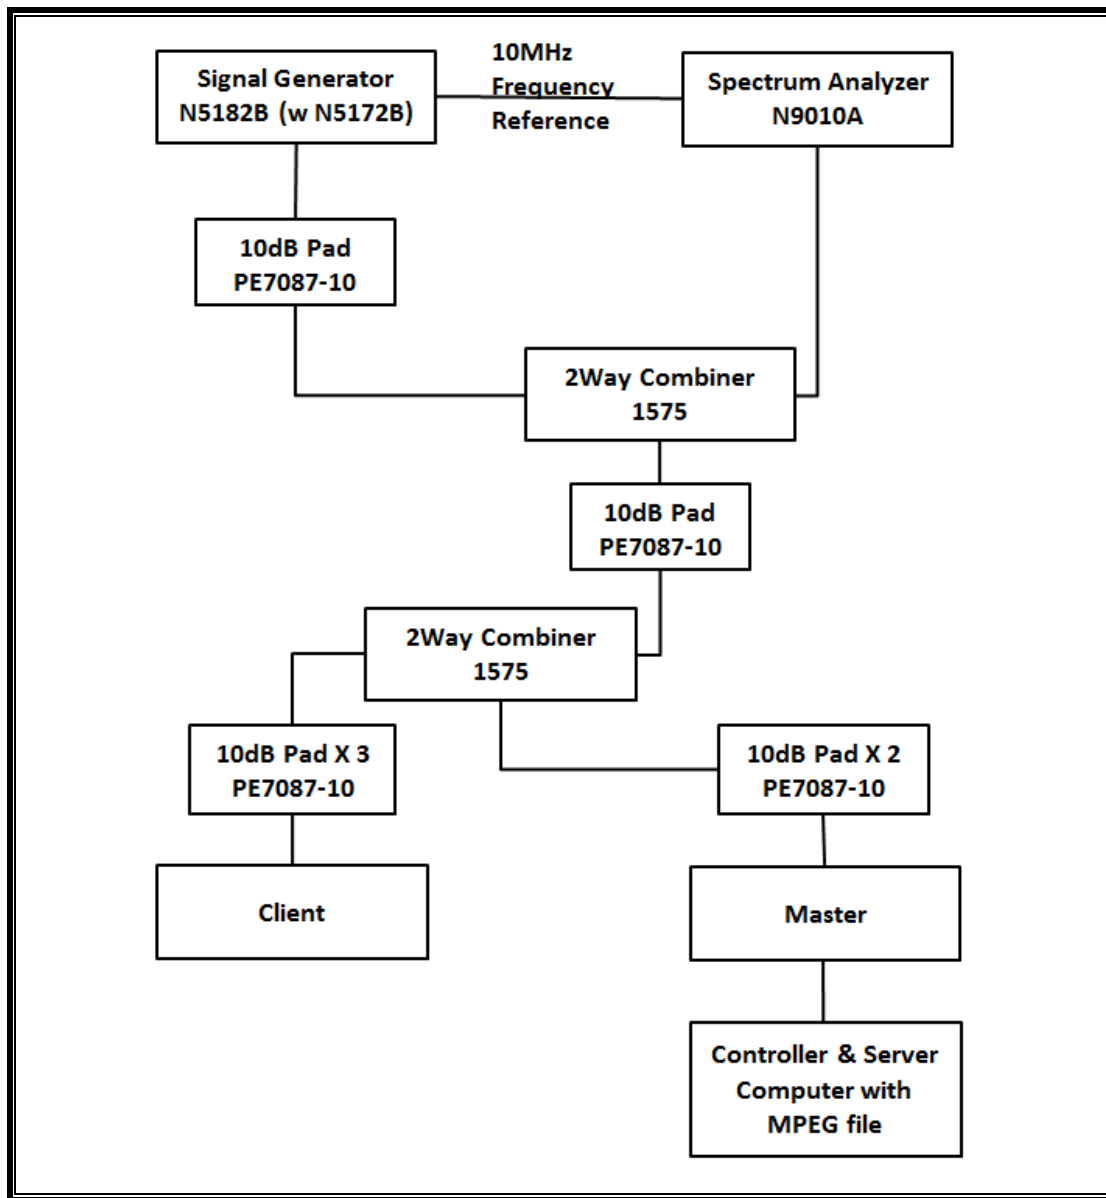 Signal Generator
N5182B (w N5172B)
10MHz
Frequency
Reference
Spectrum Analyzer
N9010A
10dB Pad
PE7087-10
2Way Combiner
1575
10dB Pad
PE7087-10
2Way Combiner
1575
10dB Pad X 3
PE7087-10
10dB Pad X 2
PE7087-10
Client
Master
Controller & Server
Computer with
MPEG file